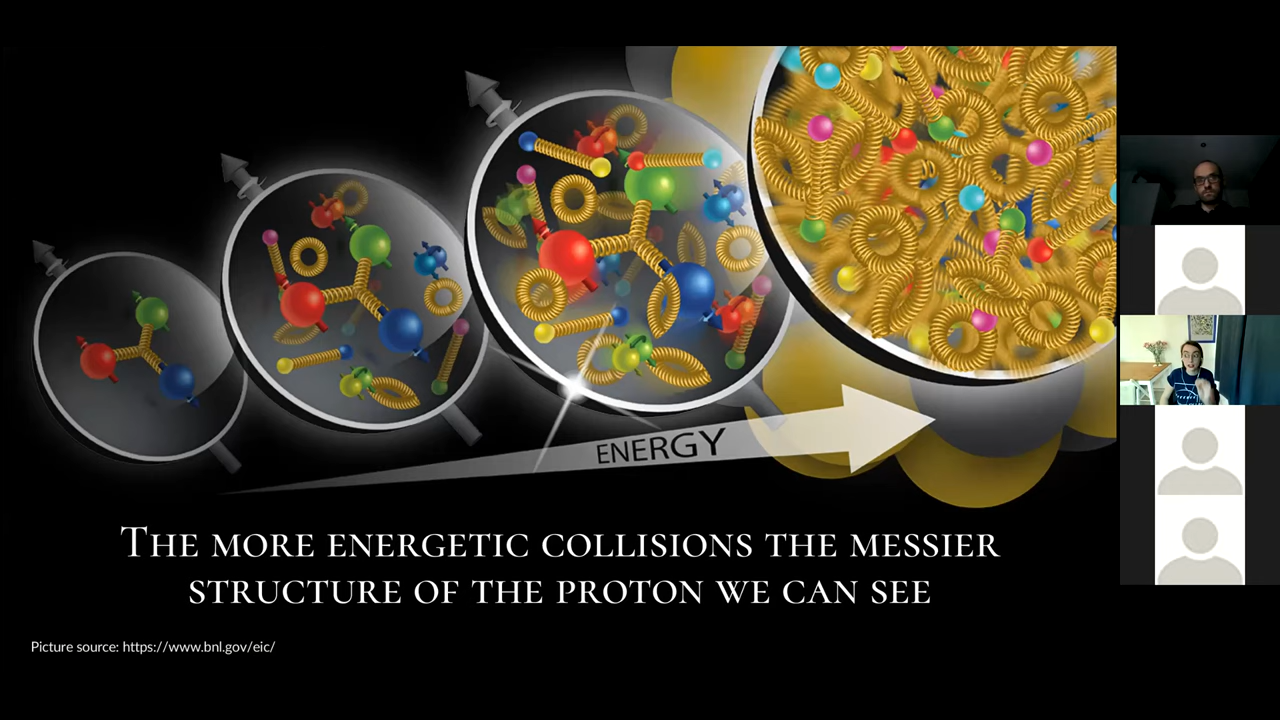 ENERGY
The more energetic collisions the messier
structure of the proton we can see
Picture source: https://www.bnl.gov/eic/